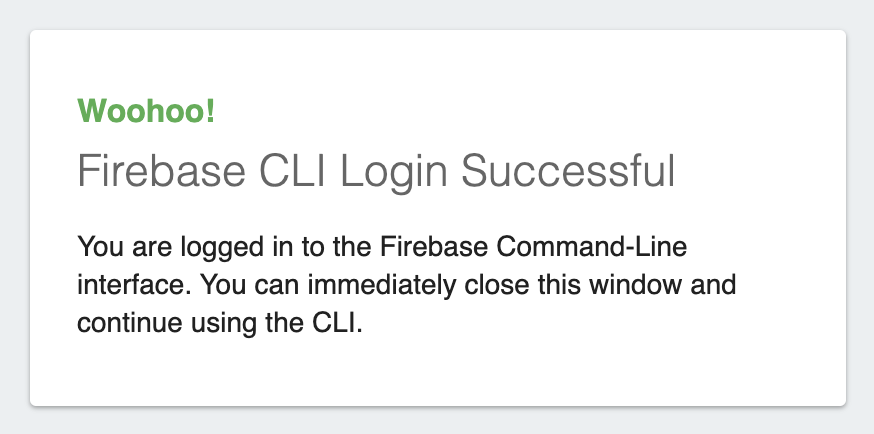 Woohoo!
Firebase CLI Login Successful
You are logged in to the Firebase Command-Line
interface. You can immediately close this window and
continue using the CLI.